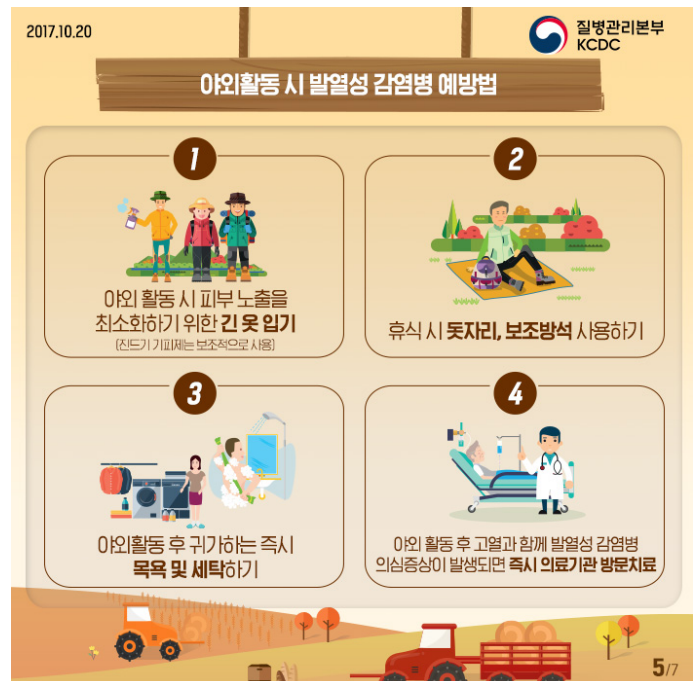 2017.10.20
질병관리본부
KCDC
야외활동 시 발열성 감염병 예방법
1
야외 활동 시 피부 노출을
최소화하기 위한 긴 옷 입기
(진드기 기피제는 보조적으로 사용)
2
휴식 시 돗자리, 보조방석 사용하기
3
야외활동 후 귀가하는 즉시
목욕 및 세탁하기
4
야외 활동 후 고열과 함께 발열성 감염병
의심증상이 발생되면 즉시 의료기관 방문치료
5/7